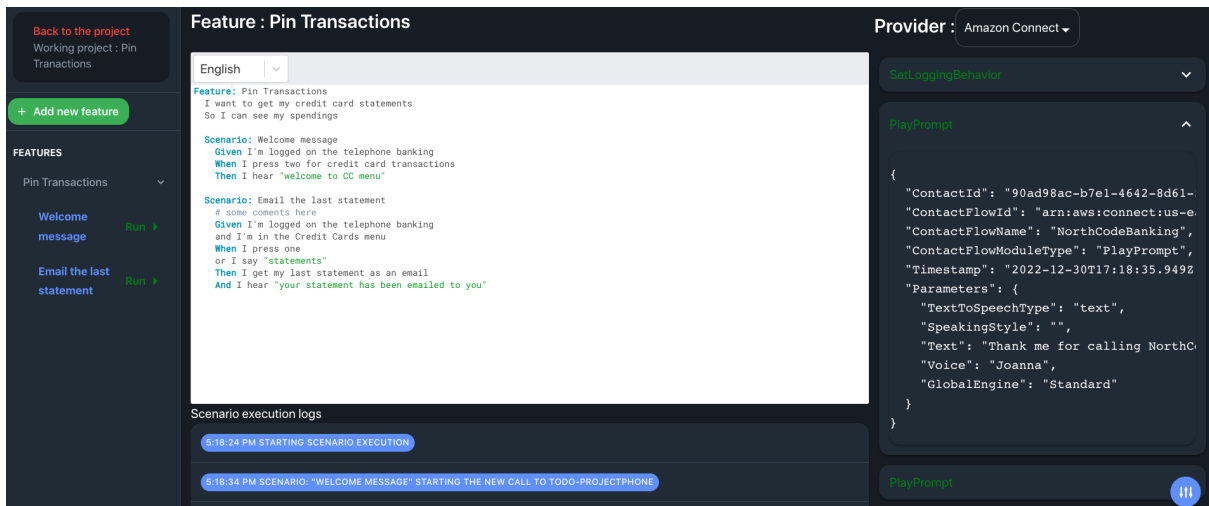 Back to the project
Working project : Pin
Tranactions
+ Add new feature
FEATURES
Pin Transactions
Welcome
message
Run
Email the last
statement
Run
Feature : Pin Transactions
English
Feature: Pin Transactions
I want to get my credit card statements
So I can see my spendings
Scenario: Welcome message
Given I'm logged on the telephone banking
When I press two for credit card transactions
Then I hear "welcome to CC menu"
Scenario: Email the last statement
# some coments here
Given I'm logged on the telephone banking
and I'm in the Credit Cards menu
When I press one
or I say "statements"
Then I get my last statement as an email
And I hear "your statement has been emailed to you"
Scenario execution logs
5:18:24 PM STARTING SCENARIO EXECUTION
5:18:34 PM SCENARIO: "WELCOME MESSAGE" STARTING THE NEW CALL TO TODO-PROJECTPHONE
Provider : Amazon Connect
SetLoggingBehavior
PlayPrompt
{
"ContactId": "90ad98ac-b7e1-4642-8d61-
"ContactFlowId": "arn:aws:connect:us-ea
"ContactFlowName": "NorthCodeBanking",
"ContactFlowModuleType": "PlayPrompt",
"Timestamp": "2022-12-30T17:18:35.949Z
"Parameters": {
"TextToSpeechType": "text",
"SpeakingStyle": "",
"Text": "Thank me for calling NorthCo
"Voice": "Joanna",
"GlobalEngine": "Standard"
}
}
PlayPrompt